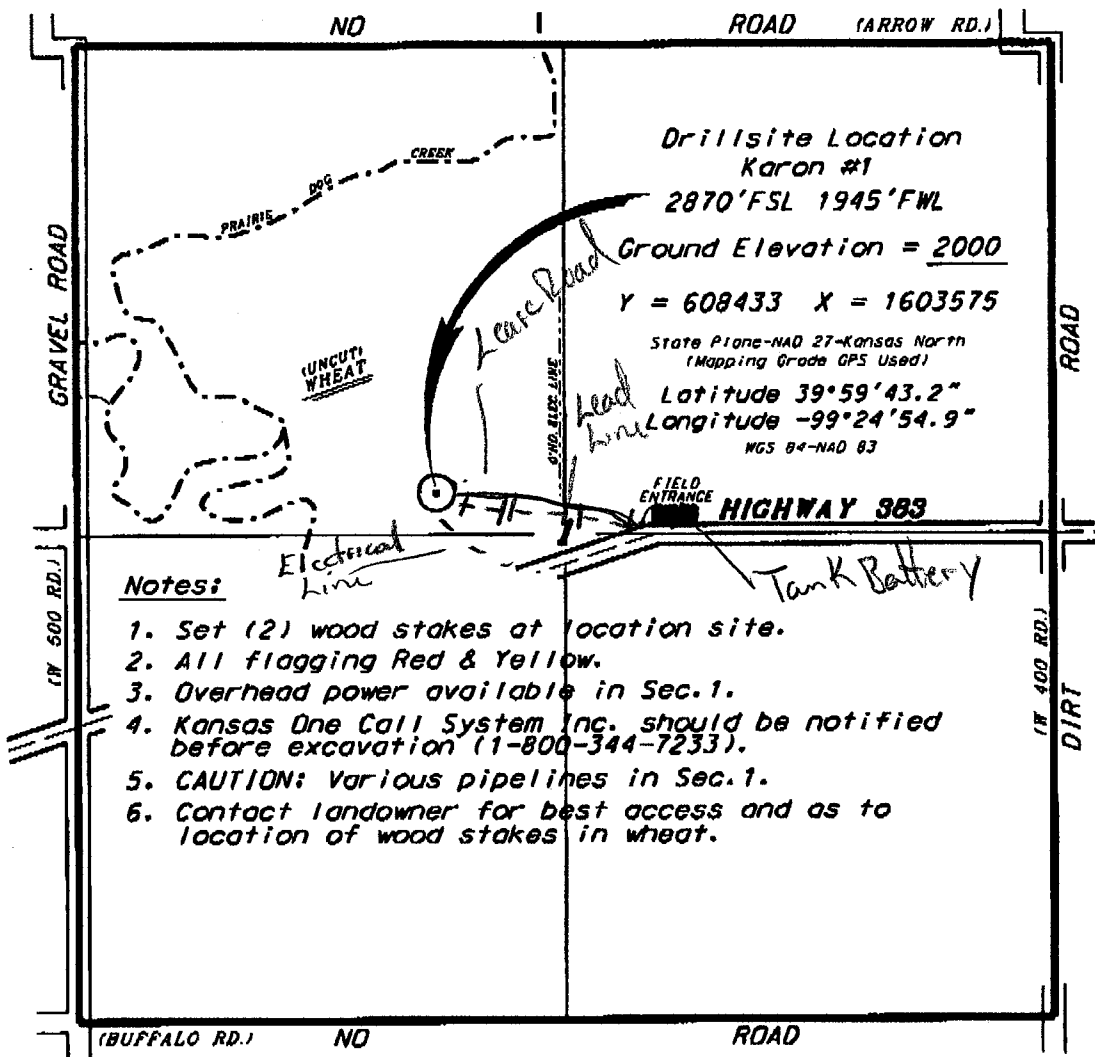 NO ROAD (ARROW RD.)
1
Drillsite Location
Karon #1
2870'FSL 1945'FWL
Ground Elevation = 2000
Y = 608433 X = 1603575
State Plane-NAD 27-Kansas North
(Mapping Grade GPS Used)
Latitude 39°59'43.2"
Longitude -99°24'54.9"
WGS 84-NAD 83
PRAIRIE DOG CREEK
GRAVEL ROAD
ROAD
(UNCUT)
WHEAT
Lease Road
O'HD. ELEC LINE
Lead
Line
FIELD
ENTRANCE
HIGHWAY 383
Electrical
Line
Tank Battery
(W 500 RD.)
(W 400 RD.)
DIRT
Notes:
1. Set (2) wood stakes at location site.
2. All flagging Red & Yellow.
3. Overhead power available in Sec.1.
4. Kansas One Call System Inc. should be notified
before excavation (1-800-344-7233).
5. CAUTION: Various pipelines in Sec.1.
6. Contact landowner for best access and as to
location of wood stakes in wheat.
(BUFFALO RD.) NO ROAD